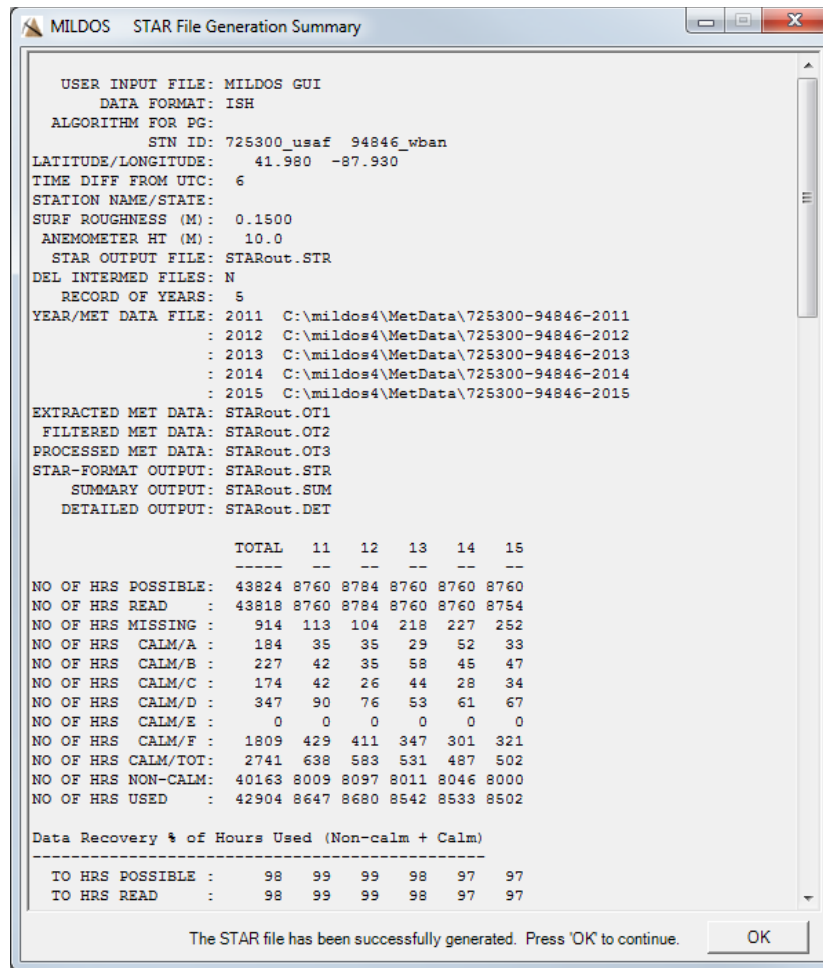 MILDOS STAR File Generation Summary
USER INPUT FILE: MILDOS GUI
DATA FORMAT: ISH
ALGORITHM FOR PG:
STN ID: 725300_usaf 94846_wban
LATITUDE/LONGITUDE: 41.980 -87.930
TIME DIFF FROM UTC: 6
STATION NAME/STATE:
SURF ROUGHNESS (M): 0.1500
ANEMOMETER HT (M): 10.0
STAR OUTPUT FILE: STARout.STR
DEL INTERMED FILES: N
RECORD OF YEARS: 5
YEAR/MET DATA FILE: 2011 C:\mildos4\MetData\725300-94846-2011
: 2012 C:\mildos4\MetData\725300-94846-2012
: 2013 C:\mildos4\MetData\725300-94846-2013
: 2014 C:\mildos4\MetData\725300-94846-2014
: 2015 C:\mildos4\MetData\725300-94846-2015
EXTRACTED MET DATA: STARout.OT1
FILTERED MET DATA: STARout.OT2
PROCESSED MET DATA: STARout.OT3
STAR-FORMAT OUTPUT: STARout.STR
SUMMARY OUTPUT: STARout.SUM
DETAILED OUTPUT: STARout.DET
TOTAL 11 12 13 14 15
----- -- -- -- -- --
NO OF HRS POSSIBLE: 43824 8760 8784 8760 8760 8760
NO OF HRS READ : 43818 8760 8784 8760 8760 8754
NO OF HRS MISSING : 914 113 104 218 227 252
NO OF HRS CALM/A : 184 35 35 29 52 33
NO OF HRS CALM/B : 227 42 35 58 45 47
NO OF HRS CALM/C : 174 42 26 44 28 34
NO OF HRS CALM/D : 347 90 76 53 61 67
NO OF HRS CALM/E : 0 0 0 0 0 0
NO OF HRS CALM/F : 1809 429 411 347 301 321
NO OF HRS CALM/TOT: 2741 638 583 531 487 502
NO OF HRS NON-CALM: 40163 8009 8097 8011 8046 8000
NO OF HRS USED : 42904 8647 8680 8542 8533 8502
Data Recovery % of Hours Used (Non-calm + Calm)
-----------------------------------------------
TO HRS POSSIBLE : 98 99 99 98 97 97
TO HRS READ : 98 99 99 98 97 97
The STAR file has been successfully generated. Press 'OK' to continue.
OK